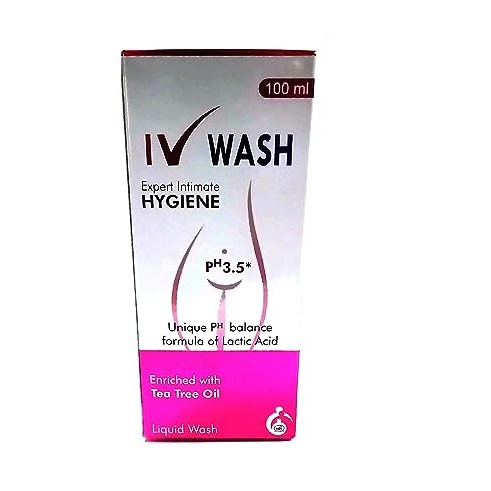 100 ml
IV WASH
Expert Intimate
HYGIENE
PH3.5*
Unique PH balance
formula of Lactic Acid
Enriched with
Tea Tree Oil
Liquid Wash